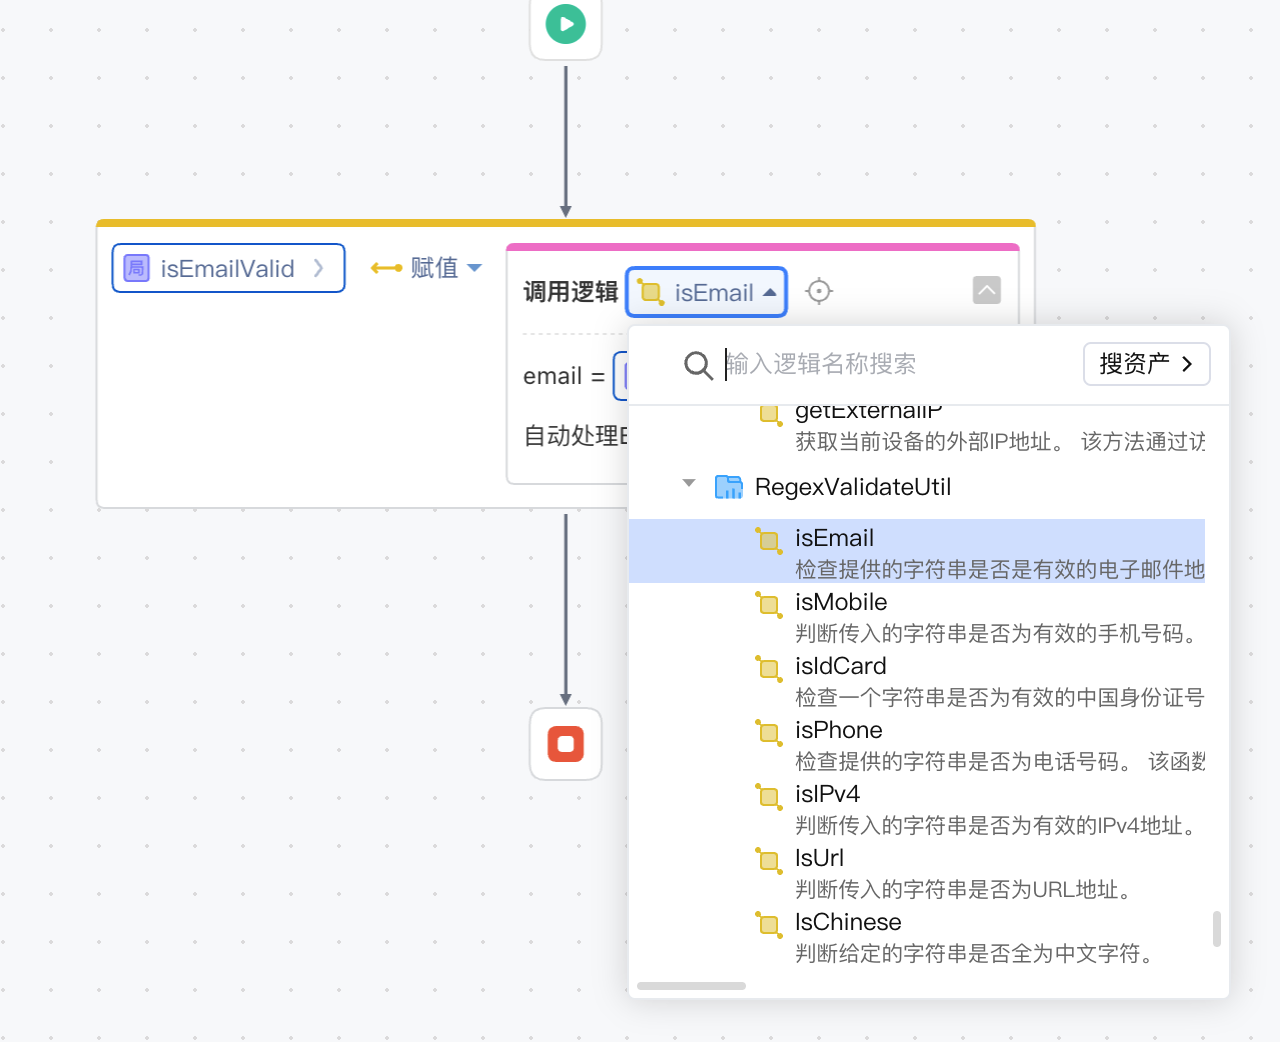 局 isEmailValid
赋值
调用逻辑 isEmail
email =
自动处理
输入逻辑名称搜索
搜资产
getExternalIP
获取当前设备的外部IP地址。 该方法通过访
RegexValidateUtil
isEmail
检查提供的字符串是否是有效的电子邮件地
isMobile
判断传入的字符串是否为有效的手机号码。
isIdCard
检查一个字符串是否为有效的中国身份证号
isPhone
检查提供的字符串是否为电话号码。 该函数
isIPv4
判断传入的字符串是否为有效的IPv4地址。
IsUrl
判断传入的字符串是否为URL地址。
IsChinese
判断给定的字符串是否全为中文字符。